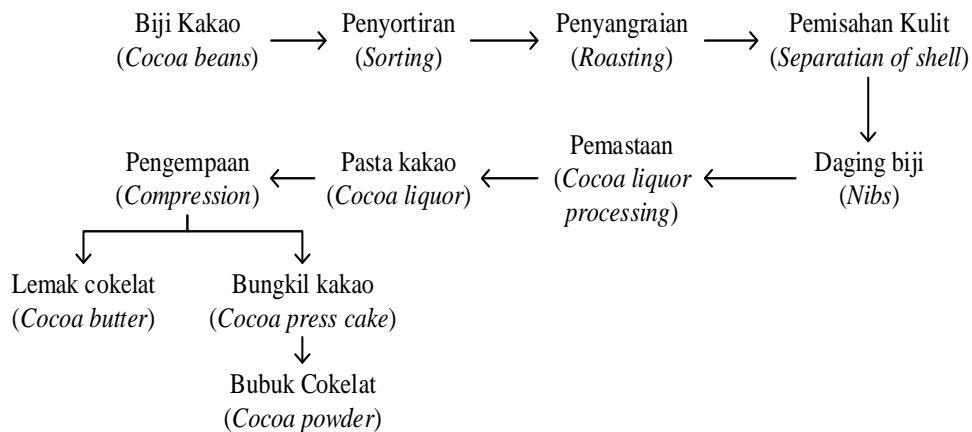 Biji Kakao
(Cocoa beans)
Penyortiran
(Sorting)
Penyangraian
(Roasting)
Pemisahan Kulit
(Separatian of shell)
Daging biji
(Nibs)
Pemastaan
(Cocoa liquor
processing)
Pasta kakao
(Cocoa liquor)
Pengempaan
(Compression)
Lemak cokelat
(Cocoa butter)
Bungkil kakao
(Cocoa press cake)
Bubuk Cokelat
(Cocoa powder)